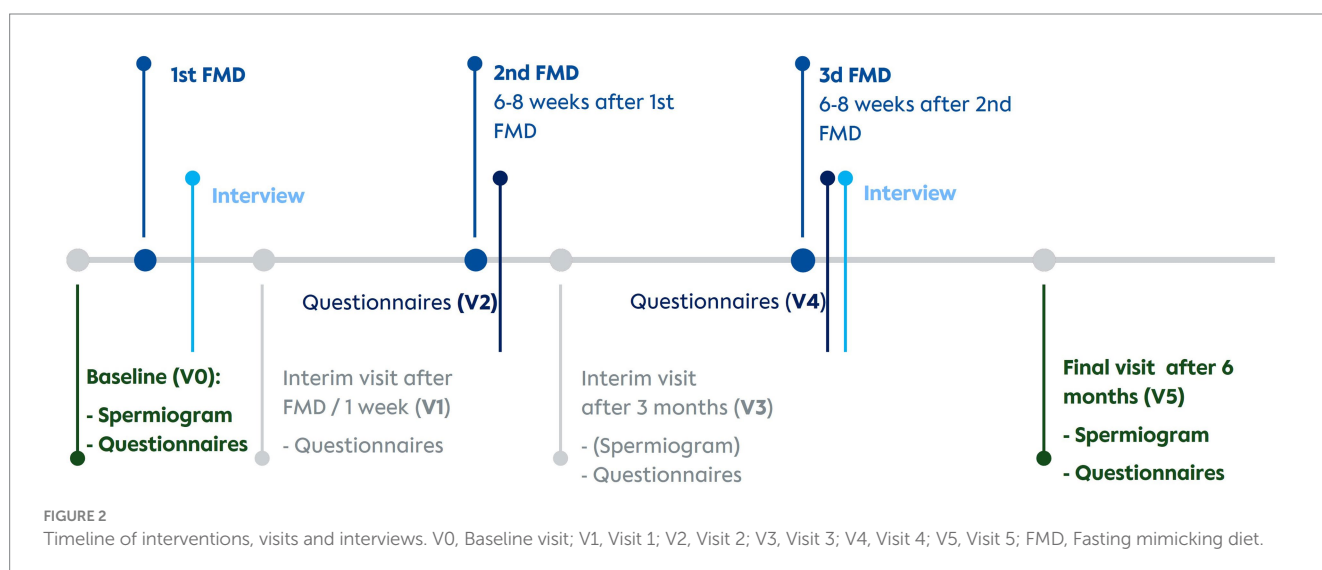 1st FMD
2nd FMD
6-8 weeks after 1st
FMD
3d FMD
6-8 weeks after 2nd
FMD
Interview
Interview
Questionnaires (V2)
Questionnaires (V4)
Baseline (V0):
- Spermiogram
- Questionnaires
Interim visit after
FMD / 1 week (V1)
- Questionnaires
Interim visit
after 3 months (V3)
- (Spermiogram)
- Questionnaires
Final visit after 6
months (V5)
- Spermiogram
- Questionnaires
FIGURE 2
Timeline of interventions, visits and interviews. V0, Baseline visit; V1, Visit 1; V2, Visit 2; V3, Visit 3; V4, Visit 4; V5, Visit 5; FMD, Fasting mimicking diet.